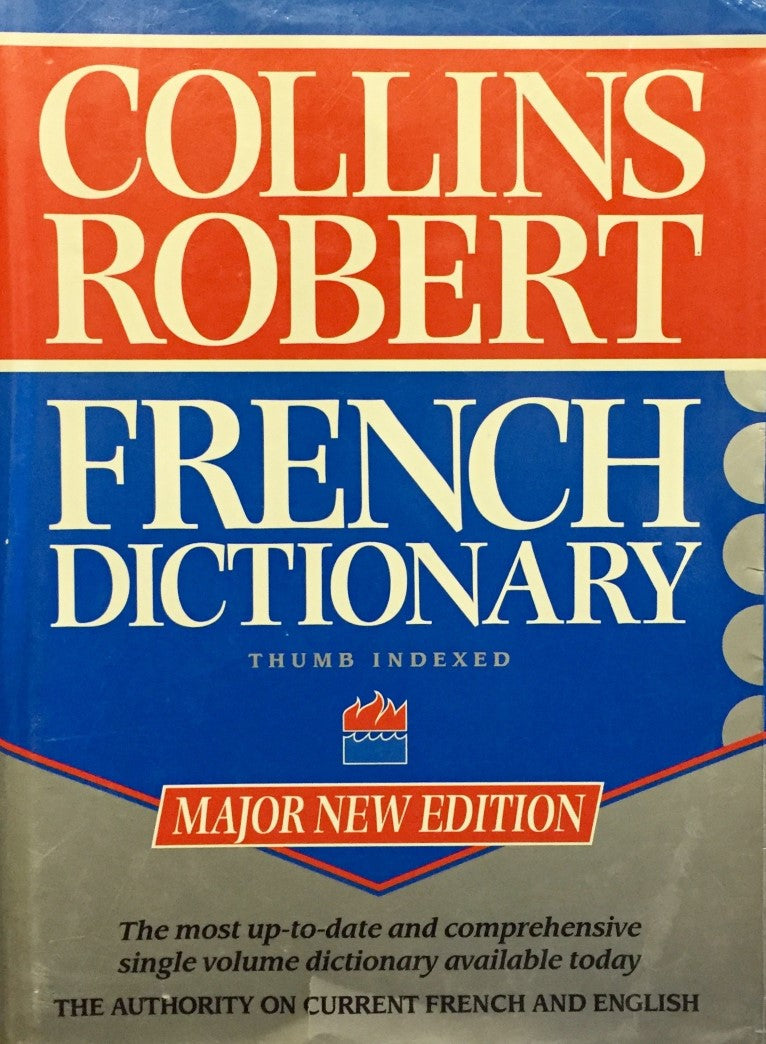 COLLINS
ROBERT
FRENCH
DICTIONARY
THUMB INDEXED
MAJOR NEW EDITION
The most up-to-date and comprehensive
single volume dictionary available today
THE AUTHORITY ON CURRENT FRENCH AND ENGLISH